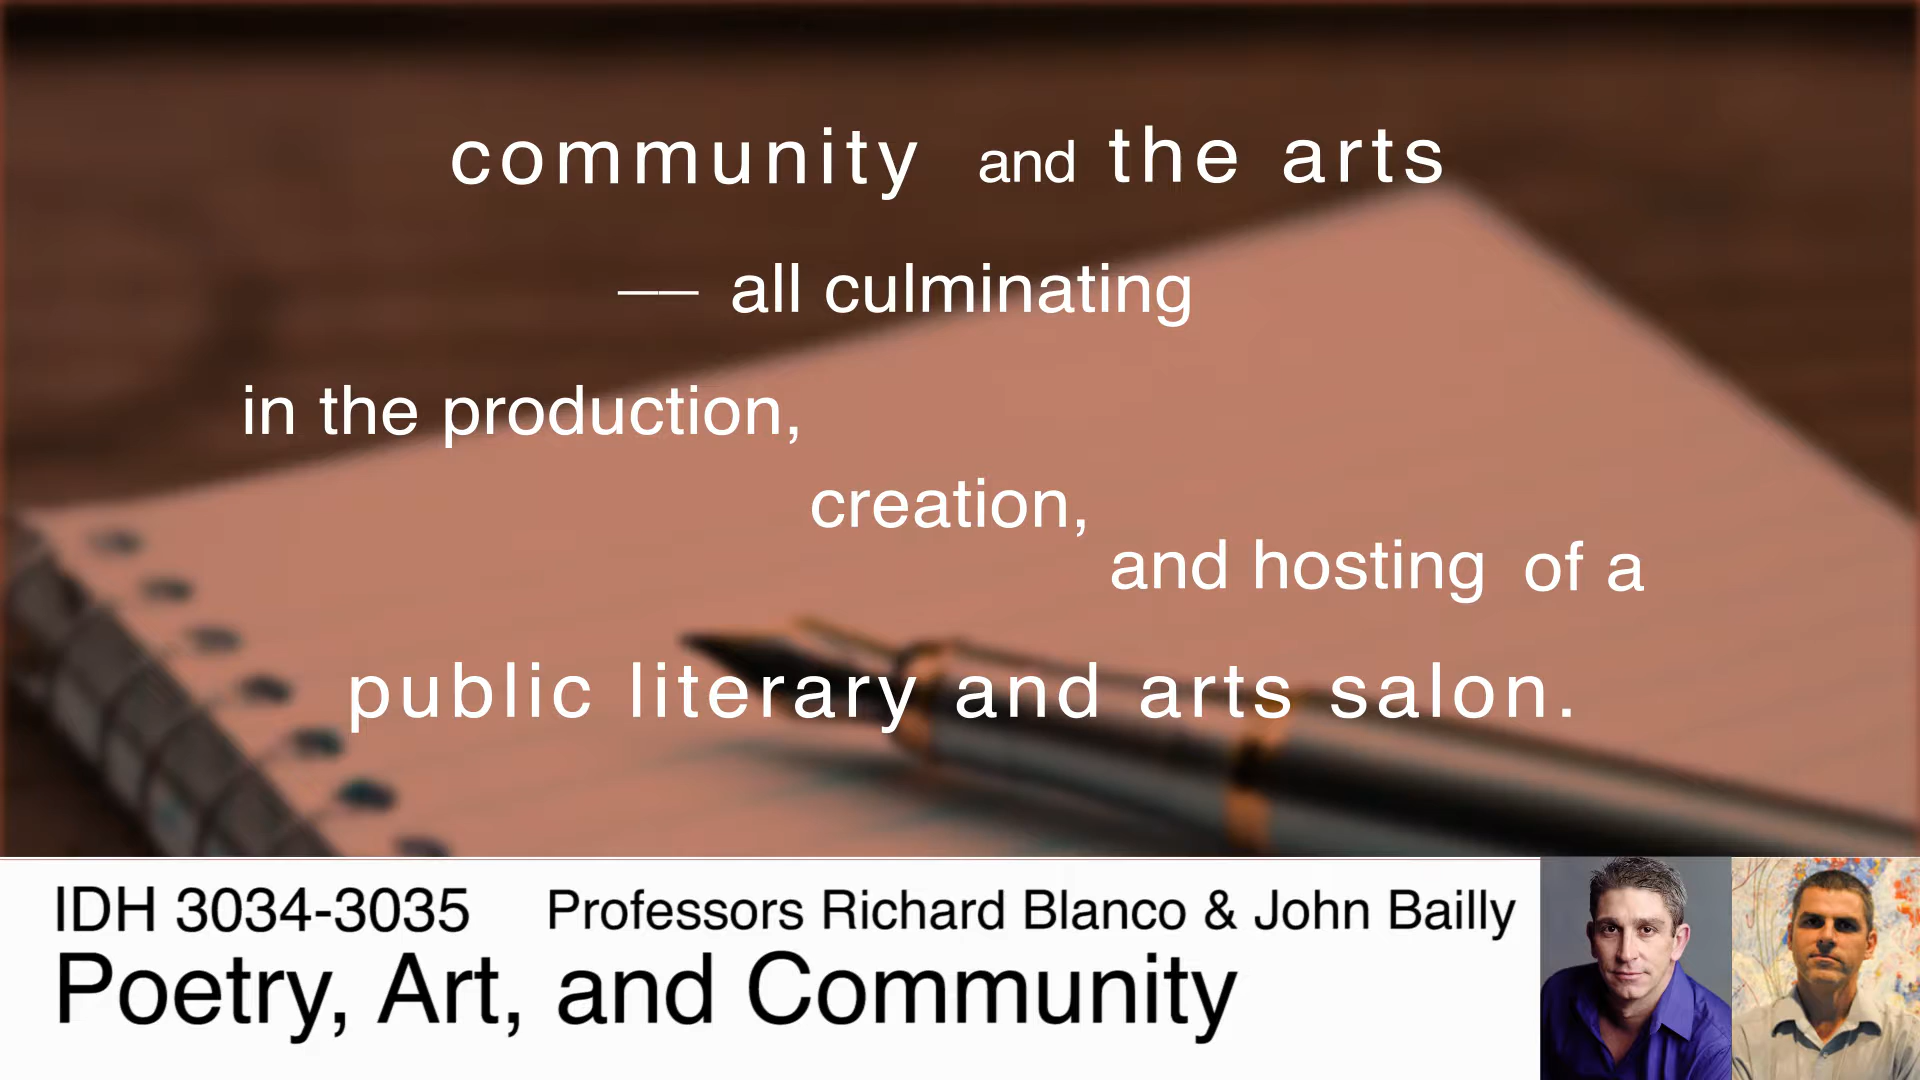 community and the arts
—— all culminating
in the production,
creation,
and hosting of a
public literary and arts salon.
IDH 3034-3035 Professors Richard Blanco & John Bailly
Poetry, Art, and Community